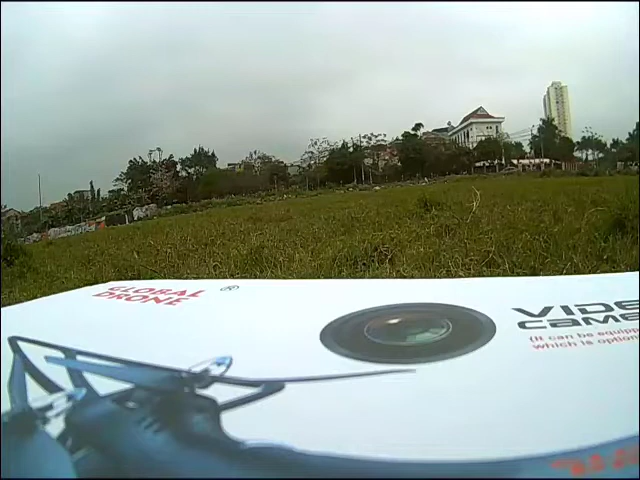 GLOBAL
DRONE ®
VIDE
CAME
(It can be equipp
which is option